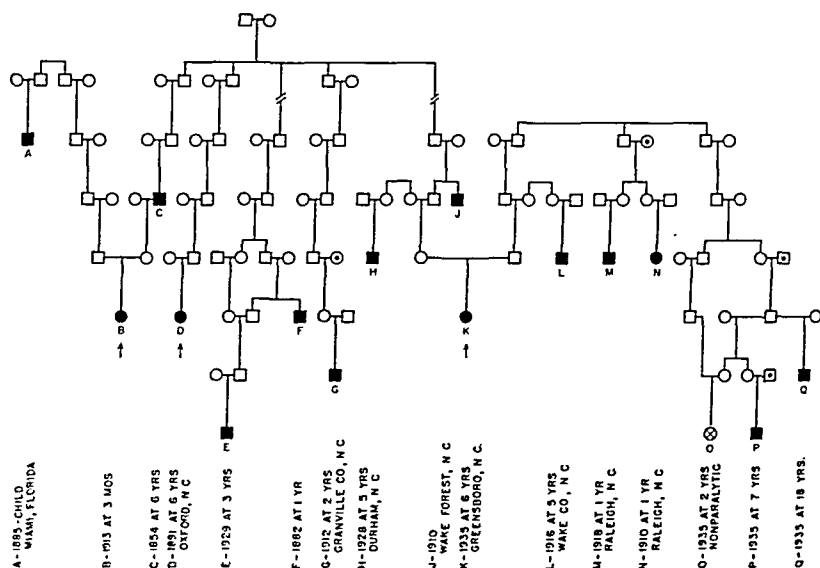 A
C
J
H
L
M
N
B
D
F
K
G
Q
E
O
P
A-1885-CHILD
MIAMI, FLORIDA
B-1913 AT 3 MOS
C-1854 AT 6 YRS
D-1891 AT 6 YRS
OXFORD, N C
E-1929 AT 3 YRS
F-1882 AT 1 YR
G-1912 AT 2 YRS
GRANVILLE CO, N C
H-1928 AT 5 YRS
DURHAM, N C
J-1910
WAKE FOREST, N C
K-1935 AT 6 YRS
GREENSBORO, N.C.
L-1916 AT 5 YRS
WAKE CO, N C
M-1918 AT 1 YR
RALEIGH, N C
N-1910 AT 1 YR
RALEIGH, N C
O-1935 AT 2 YRS
NONPARALYTIC
P-1935 AT 7 YRS
Q-1935 AT 18 YRS.